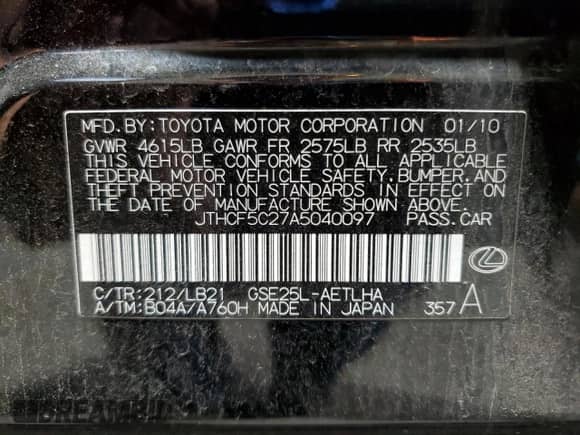 MFD. BY: TOYOTA MOTOR CORPORATION 01/10
GVWR 4615LB GAWR FR 2575LB RR 2535LB
THIS VEHICLE CONFORMS TO ALL APPLICABLE
FEDERAL MOTOR VEHICLE SAFETY, BUMPER, AND
THEFT PREVENTION STANDARDS IN EFFECT ON
THE DATE OF MANUFACTURE SHOWN ABOVE.
JTHCF5C27A5040097 PASS. CAR
C/TR: 212/LB21 GSE25L-AETLHA
A/TM: B04A/A760H MADE IN JAPAN 357 A